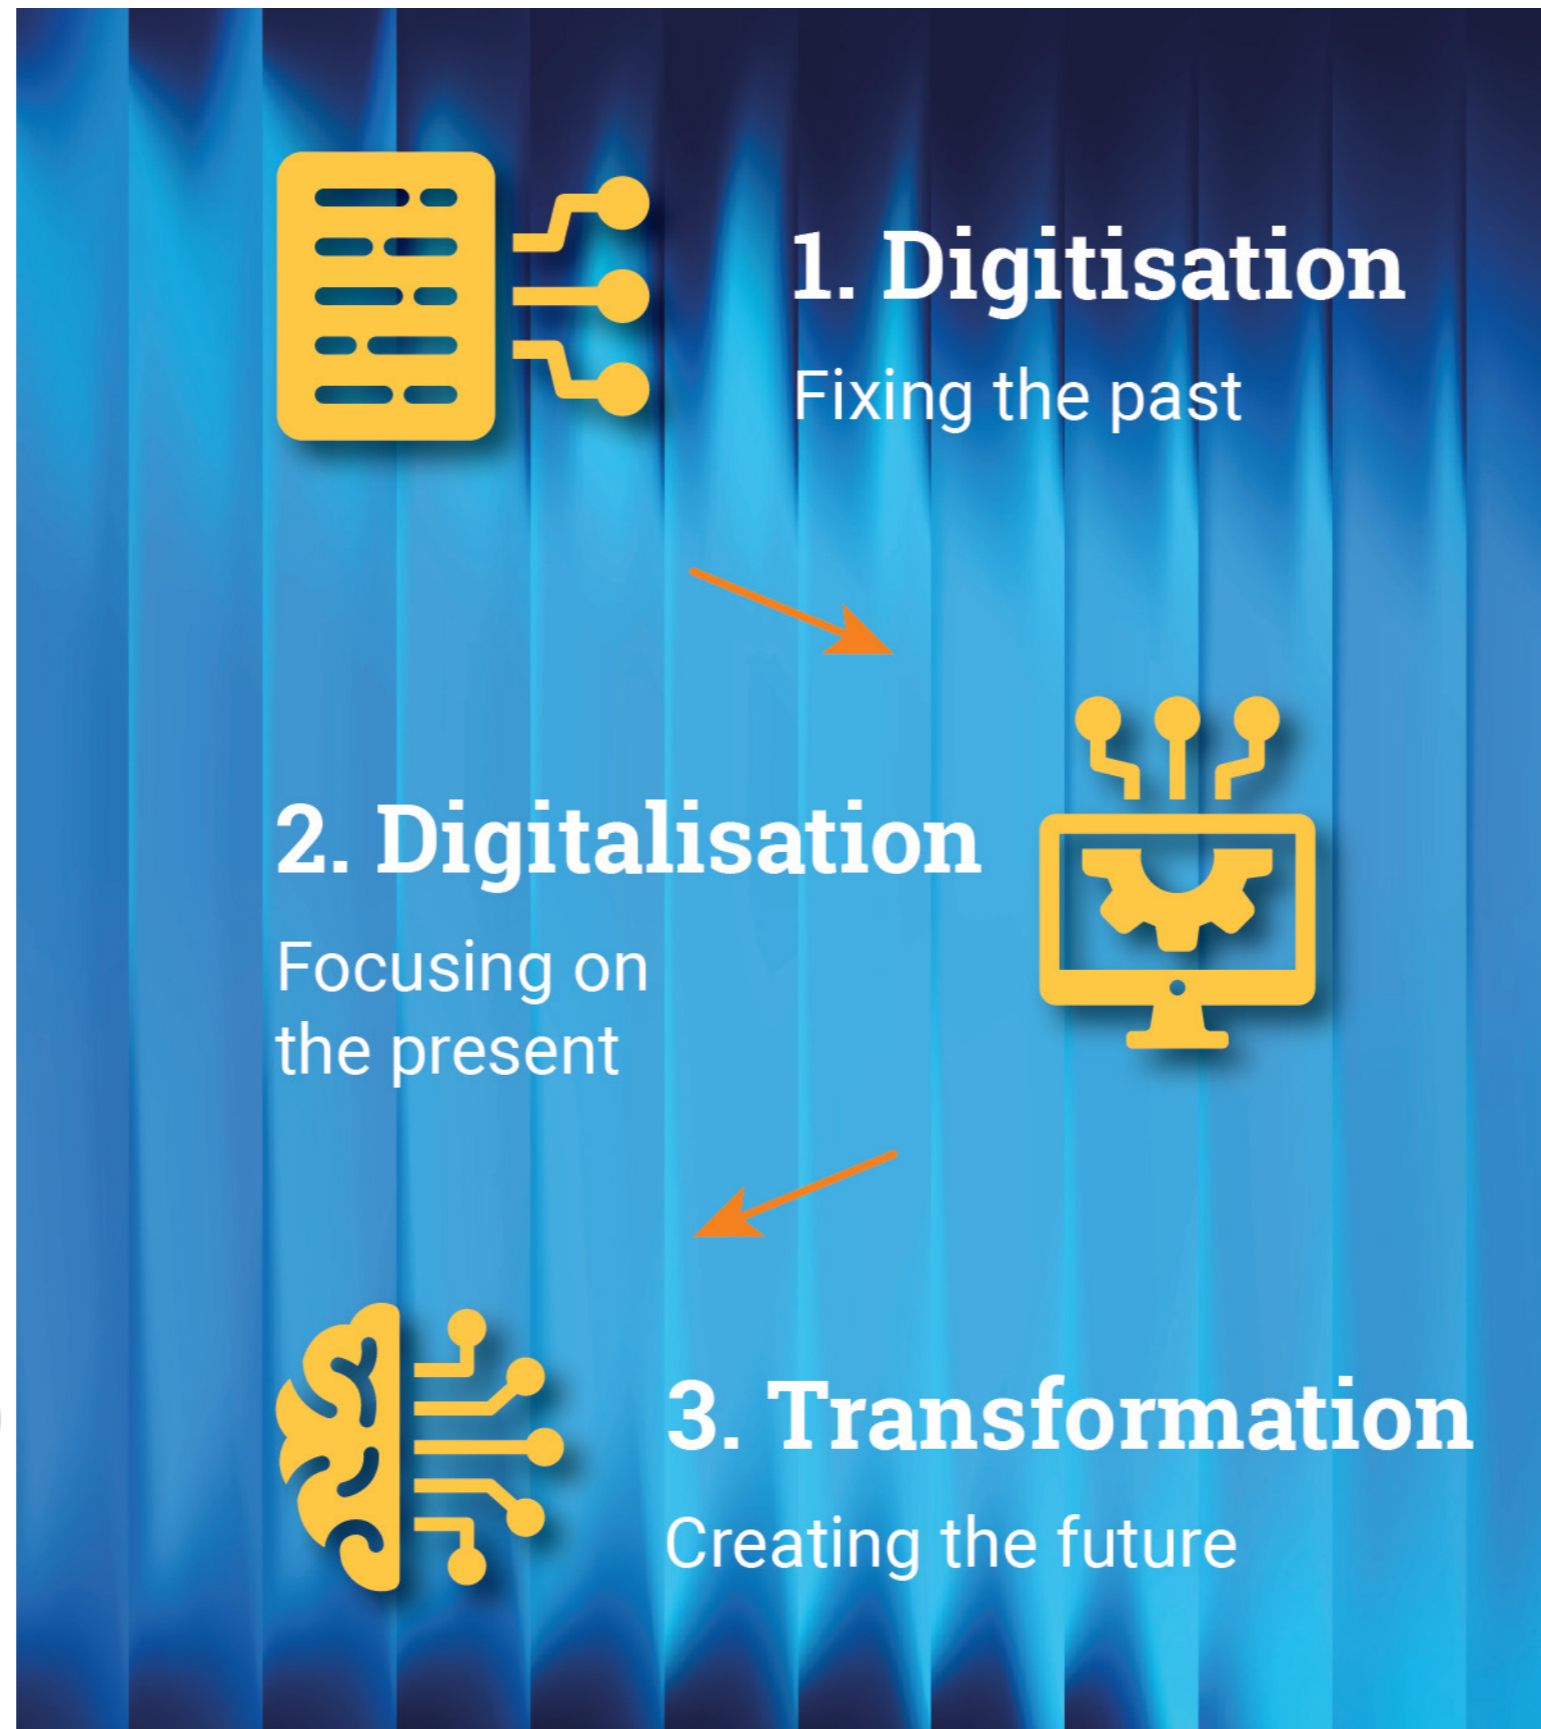 1. Digitisation
Fixing the past
2. Digitalisation
Focusing on
the present
3. Transformation
Creating the future